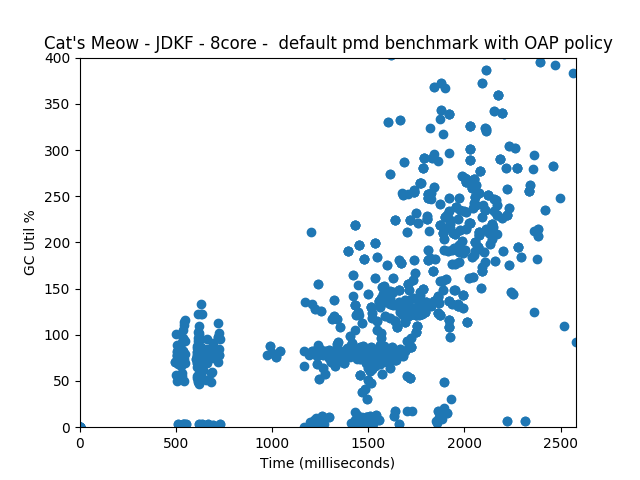 Cat's Meow - JDKF - 8core -  default pmd benchmark with OAP policy
400
350
300
250
200
150
100
50
0
GC Util %
0 500 1000 1500 2000 2500
Time (milliseconds)